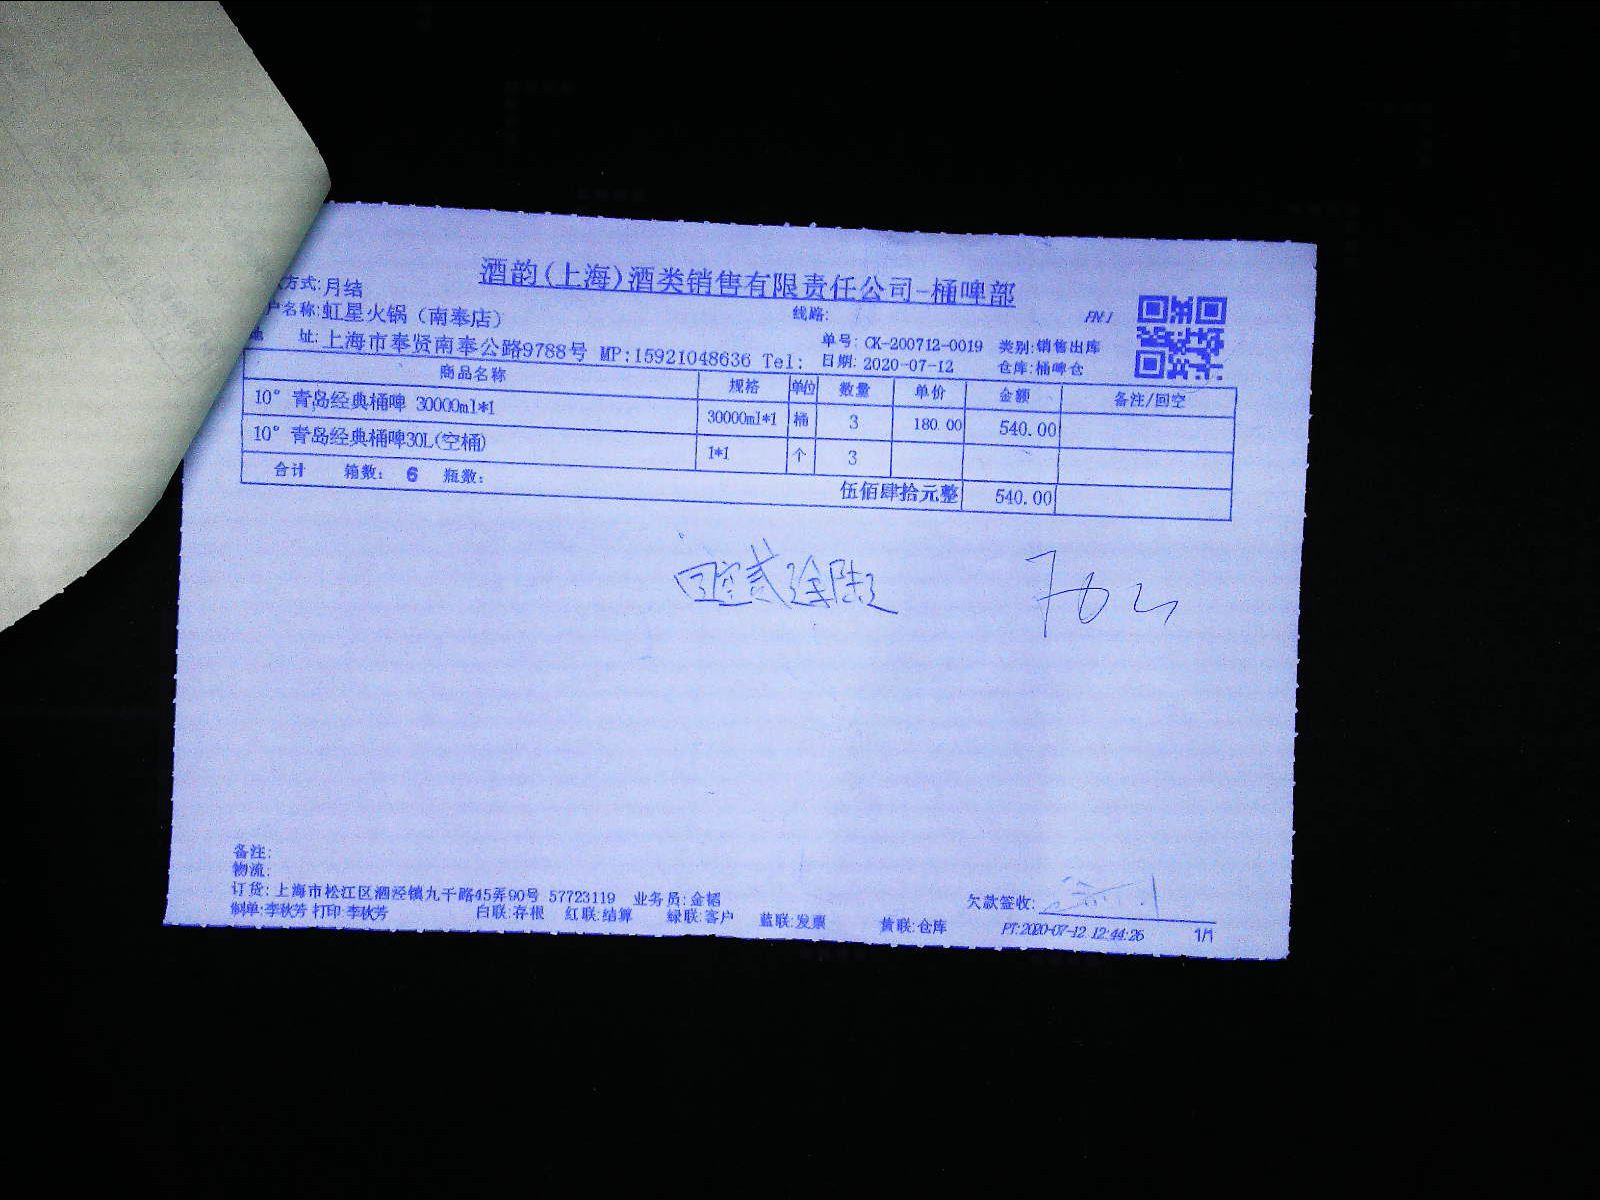 酒韵(上海)酒类销售有限责任公司-桶啤部
方式:月结
户名称:虹星火锅（南奉店） 线路: PN.1
址:上海市奉贤南奉公路9788号 MP:15921048636 Tel:
单号: CK-200712-0019 类别:销售出库
日期: 2020-07-12 仓库:桶啤仓
商品名称 规格 单位 数量 单价 金额 备注/回空
10° 青岛经典桶啤 30000ml*1 30000ml*1 桶 3 180.00 540.00
10° 青岛经典桶啤30L(空桶) 1*1 个 3
合计 箱数: 6 瓶数: 伍佰肆拾元整 540.00
回空贰
备注:
物流:
订货: 上海市松江区泗泾镇九干路45弄90号 57723119 业务员:金韬
欠款签收:
制单:李秋芳 打印:李秋芳 白联:存根 红联:结算 绿联:客户 蓝联:发票 黄联:仓库 PT:2020-07-12 12:44:26 1/1